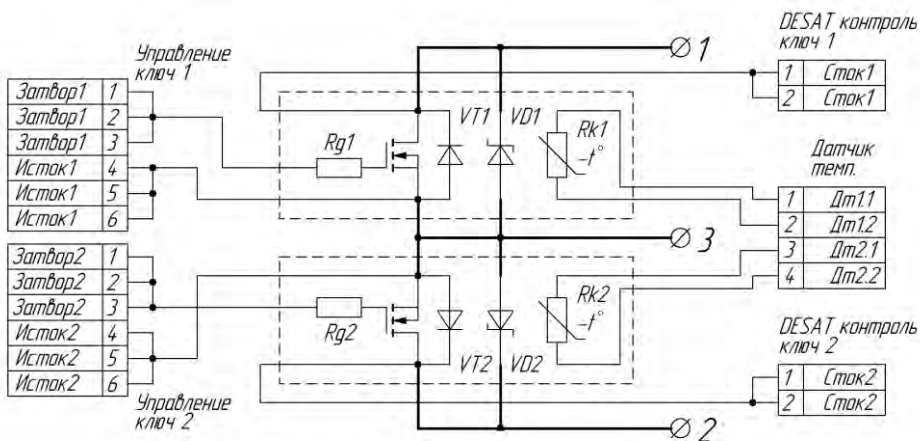 Управление
ключ 1
Затвор1 1
Затвор1 2
Затвор1 3
Исток1 4
Исток1 5
Исток1 6
Затвор2 1
Затвор2 2
Затвор2 3
Исток2 4
Исток2 5
Исток2 6
Управление
ключ 2
1
3
2
VT1 VD1
Rk1
-t°
Rg1
Rg2
Rk2
-t°
VT2 VD2
DESAT контроль
ключ 1
1 Сток1
2 Сток1
Датчик
темп.
1 Дт1.1
2 Дт1.2
3 Дт2.1
4 Дт2.2
DESAT контроль
ключ 2
1 Сток2
2 Сток2